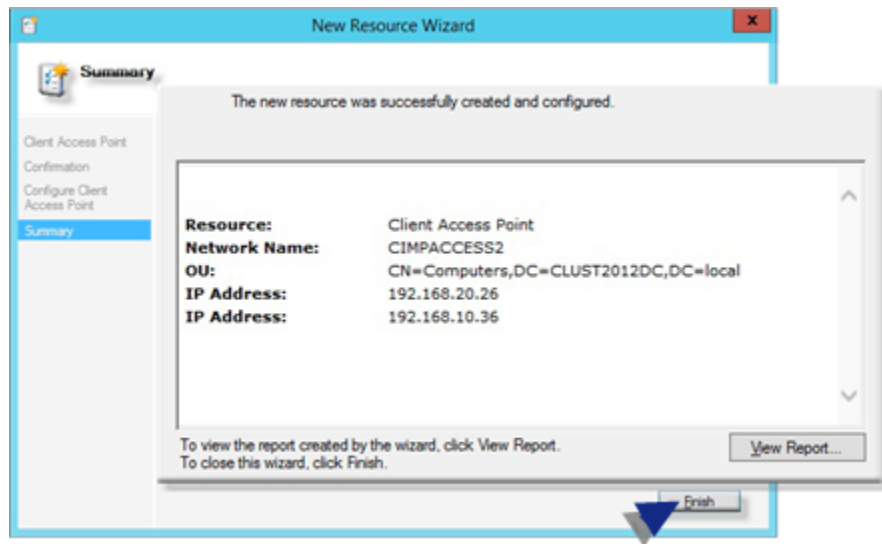 New Resource Wizard
x
Summary
The new resource was successfully created and configured.
Client Access Point
Confirmation
Configure Client
Access Point
Summary
Resource: Client Access Point
Network Name: CIMPACCESS2
OU: CN=Computers,DC=CLUST2012DC,DC=local
IP Address: 192.168.20.26
IP Address: 192.168.10.36
To view the report created by the wizard, click View Report.
To close this wizard, click Finish.
View Report...
Finish